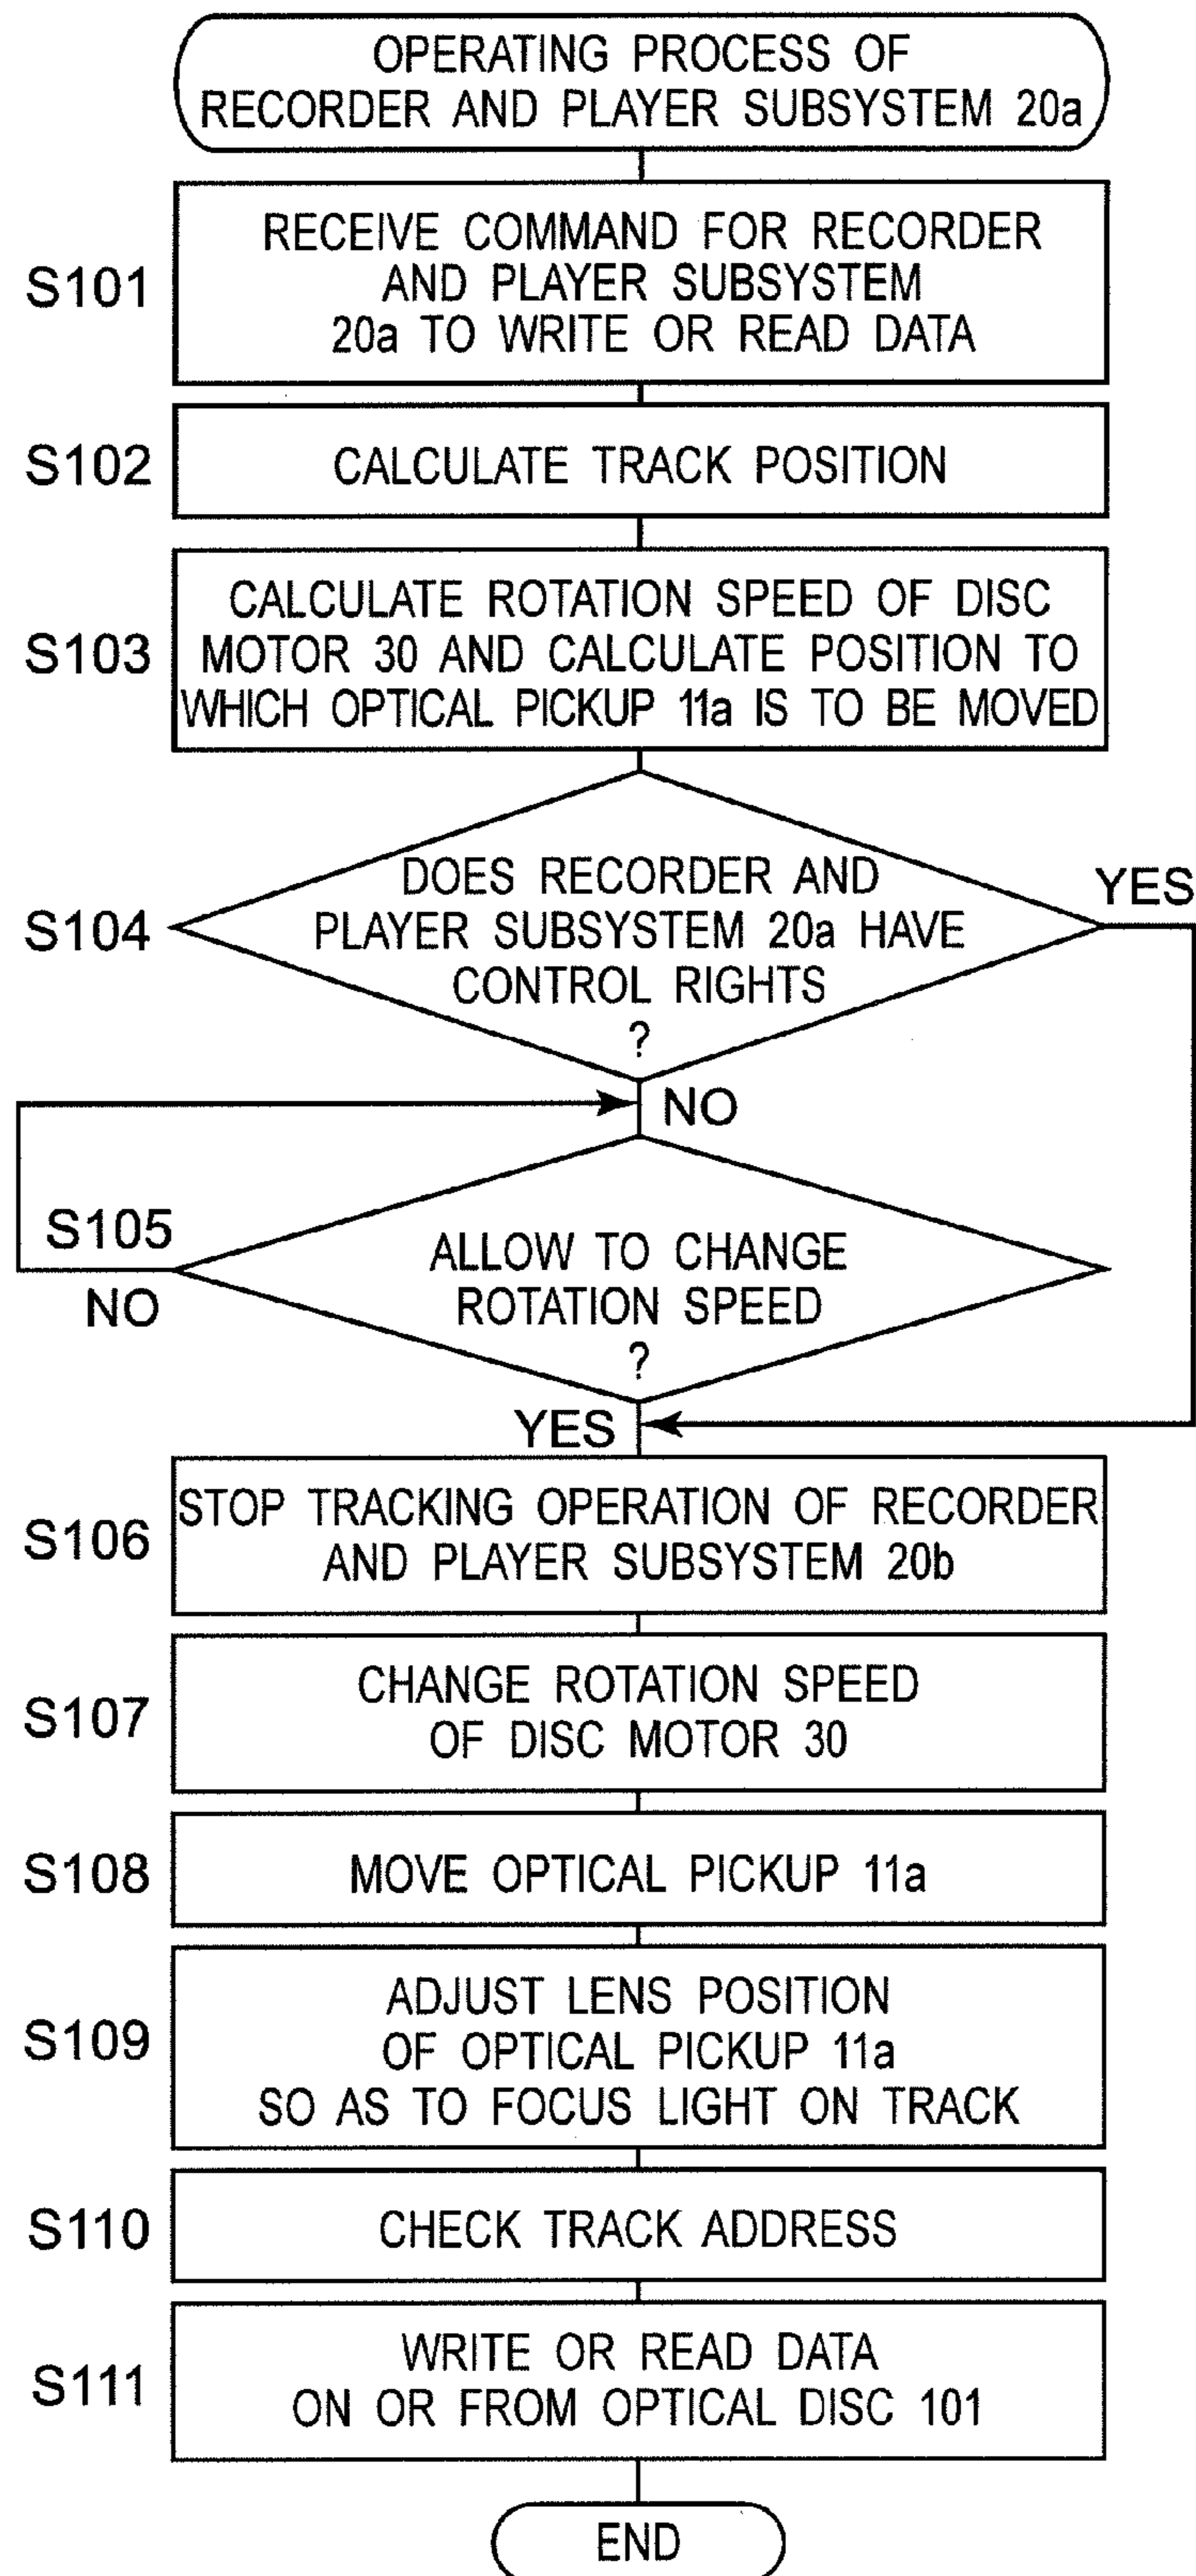 OPERATING PROCESS OF
RECORDER AND PLAYER SUBSYSTEM 20a
S101
RECEIVE COMMAND FOR RECORDER
AND PLAYER SUBSYSTEM
20a TO WRITE OR READ DATA
S102
CALCULATE TRACK POSITION
S103
CALCULATE ROTATION SPEED OF DISC
MOTOR 30 AND CALCULATE POSITION TO
WHICH OPTICAL PICKUP 11a IS TO BE MOVED
S104
DOES RECORDER AND
PLAYER SUBSYSTEM 20a HAVE
CONTROL RIGHTS
?
YES
NO
S105
ALLOW TO CHANGE
ROTATION SPEED
?
NO
YES
S106
STOP TRACKING OPERATION OF RECORDER
AND PLAYER SUBSYSTEM 20b
S107
CHANGE ROTATION SPEED
OF DISC MOTOR 30
S108
MOVE OPTICAL PICKUP 11a
S109
ADJUST LENS POSITION
OF OPTICAL PICKUP 11a
SO AS TO FOCUS LIGHT ON TRACK
S110
CHECK TRACK ADDRESS
S111
WRITE OR READ DATA
ON OR FROM OPTICAL DISC 101
END